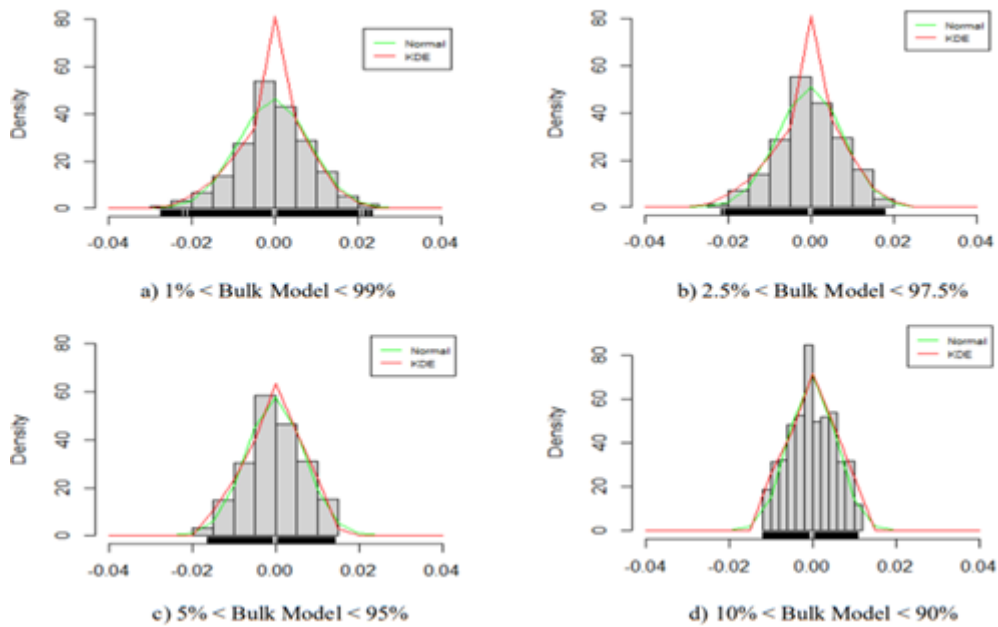 80
60
40
20
0
Density
Normal
KDE
-0.04 -0.02 0.00 0.02 0.04
a) 1% < Bulk Model < 99%
80
60
40
20
0
Density
Normal
KDE
-0.04 -0.02 0.00 0.02 0.04
b) 2.5% < Bulk Model < 97.5%
80
60
40
20
0
Density
Normal
KDE
-0.04 -0.02 0.00 0.02 0.04
c) 5% < Bulk Model < 95%
80
60
40
20
0
Density
Normal
KDE
-0.04 -0.02 0.00 0.02 0.04
d) 10% < Bulk Model < 90%